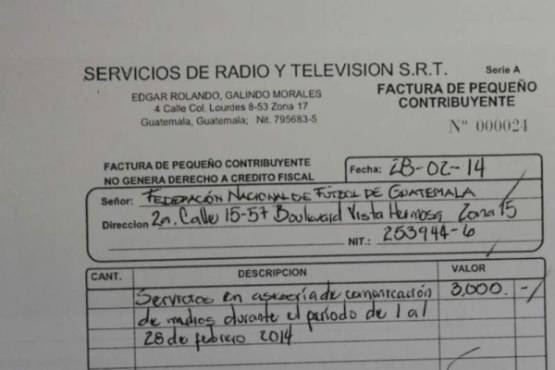 SERVICIOS DE RADIO Y TELEVISION S.R.T. Serie A
EDGAR ROLANDO, GALINDO MORALES
4 Calle Col. Lourdes 8-53 Zona 17
Guatemala, Guatemala; Nit. 795683-5
FACTURA DE PEQUEÑO
CONTRIBUYENTE
Nº 000024
FACTURA DE PEQUEÑO CONTRIBUYENTE
NO GENERA DERECHO A CREDITO FISCAL
Fecha: 28-02-14
Señor: FEDERACIÓN NACIONAL DE FÚTBOL DE GUATEMALA
Direccion 2a. Calle 15-57 Boulevard Vista Hermosa Zona 15
NIT.: 253944-6
CANT. DESCRIPCION VALOR
Servicios en asesoría de comunicación 3,000.-
de medios durante el período de 1 al
28 de febrero 2014